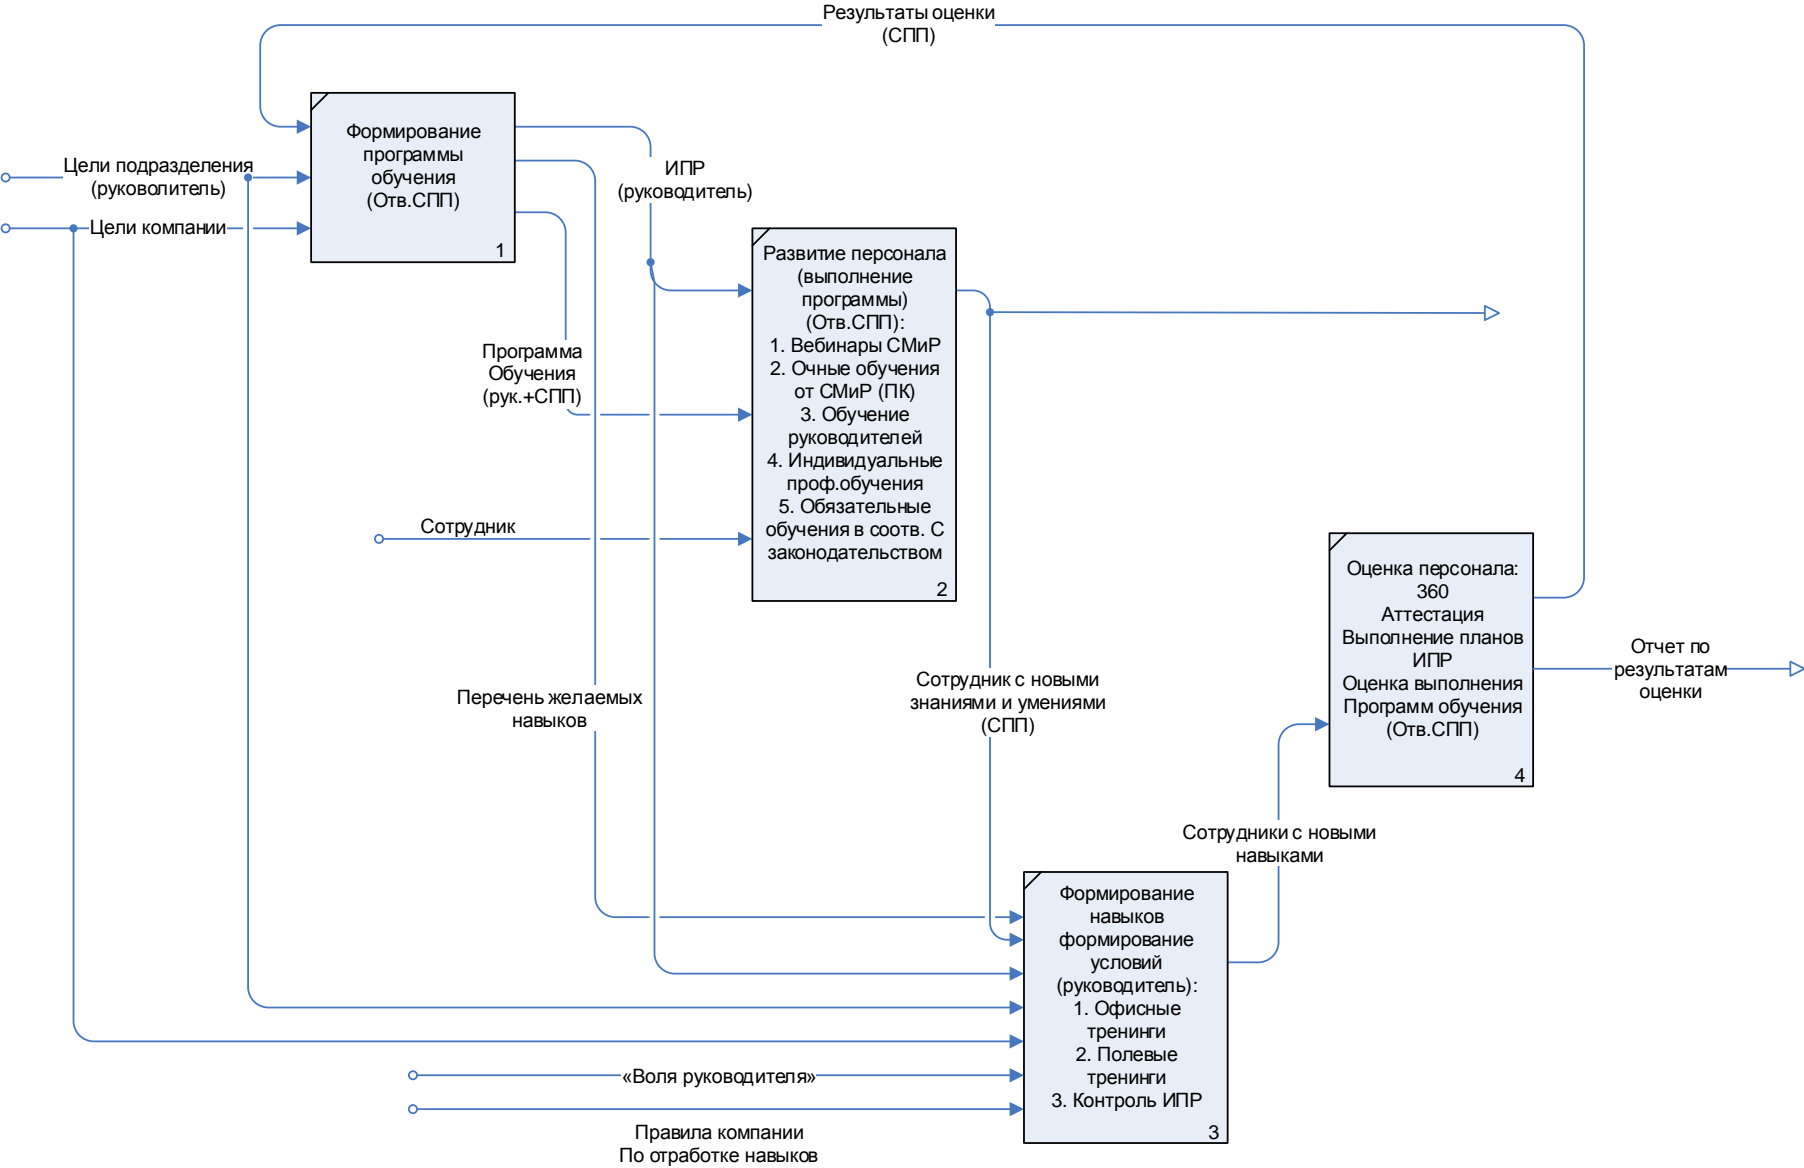 Результаты оценки
(СПП)
Формирование
программы
обучения
(Отв.СПП)
1
Цели подразделения
(руководитель)
Цели компании
ИПР
(руководитель)
Развитие персонала
(выполнение
программы)
(Отв.СПП):
1. Вебинары СМиР
2. Очные обучения
от СМиР (ПК)
3. Обучение
руководителей
4. Индивидуальные
проф.обучения
5. Обязательные
обучения в соотв. С
законодательством
2
Программа
Обучения
(рук.+СПП)
Сотрудник
Оценка персонала:
360
Аттестация
Выполнение планов
ИПР
Оценка выполнения
Программ обучения
(Отв.СПП)
4
Отчет по
результатам
оценки
Перечень желаемых
навыков
Сотрудник с новыми
знаниями и умениями
(СПП)
Сотрудники с новыми
навыками
Формирование
навыков
формирование
условий
(руководитель):
1. Офисные
тренинги
2. Полевые
тренинги
3. Контроль ИПР
3
«Воля руководителя»
Правила компании
По отработке навыков